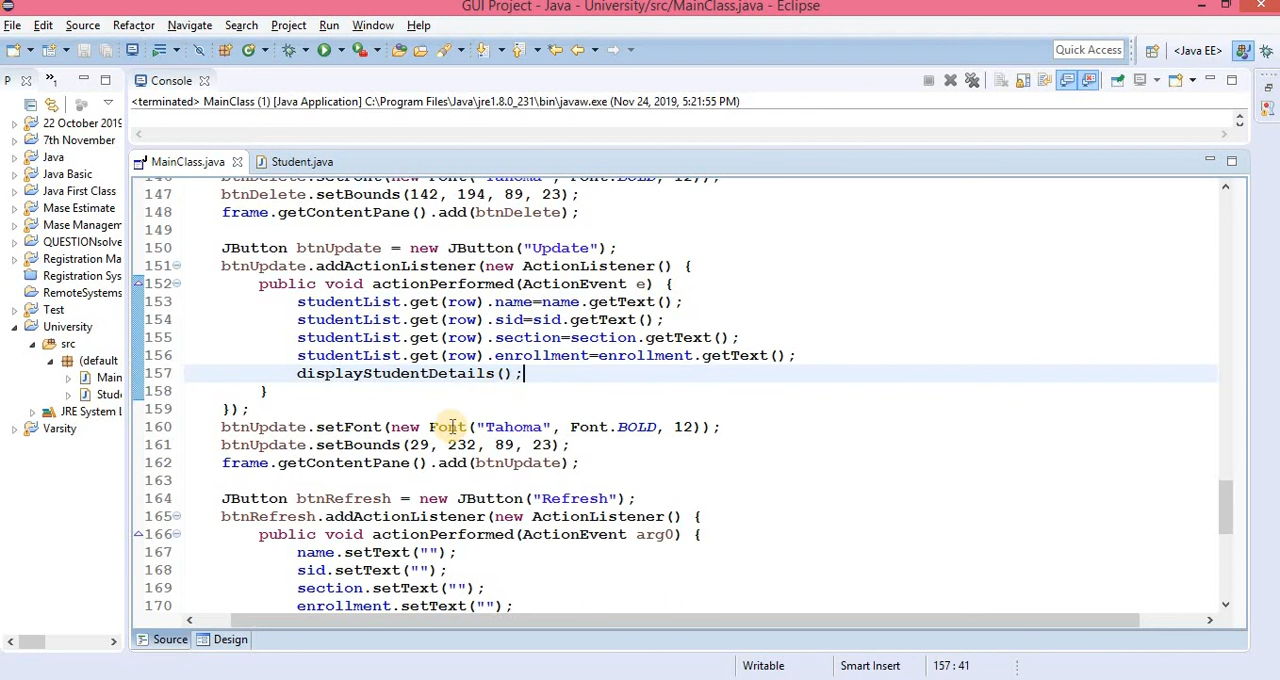 GUI Project - Java - University/src/MainClass.java - Eclipse
File Edit Source Refactor Navigate Search Project Run Window Help
Quick Access
<Java EE>
P
Console
<terminated> MainClass (1) [Java Application] C:\Program Files\Java\jre1.8.0_231\bin\javaw.exe (Nov 24, 2019, 5:21:55 PM)
22 October 2019
7th November
Java
Java Basic
Java First Class
Mase Estimate
Mase Managem
QUESTIONsolve
Registration Ma
Registration Sys
RemoteSystems
Test
University
src
(default
Main
Stud
JRE System L
Varsity
MainClass.java Student.java
146 btnDelete.setFont(new Font("Tahoma", Font.BOLD, 12));
147 btnDelete.setBounds(142, 194, 89, 23);
148 frame.getContentPane().add(btnDelete);
149
150 JButton btnUpdate = new JButton("Update");
151 btnUpdate.addActionListener(new ActionListener() {
152 public void actionPerformed(ActionEvent e) {
153 studentList.get(row).name=name.getText();
154 studentList.get(row).sid=sid.getText();
155 studentList.get(row).section=section.getText();
156 studentList.get(row).enrollment=enrollment.getText();
157 displayStudentDetails();
158 }
159 });
160 btnUpdate.setFont(new Font("Tahoma", Font.BOLD, 12));
161 btnUpdate.setBounds(29, 232, 89, 23);
162 frame.getContentPane().add(btnUpdate);
163
164 JButton btnRefresh = new JButton("Refresh");
165 btnRefresh.addActionListener(new ActionListener() {
166 public void actionPerformed(ActionEvent arg0) {
167 name.setText("");
168 sid.setText("");
169 section.setText("");
170 enrollment.setText("");
Source Design
Writable Smart Insert 157 : 41